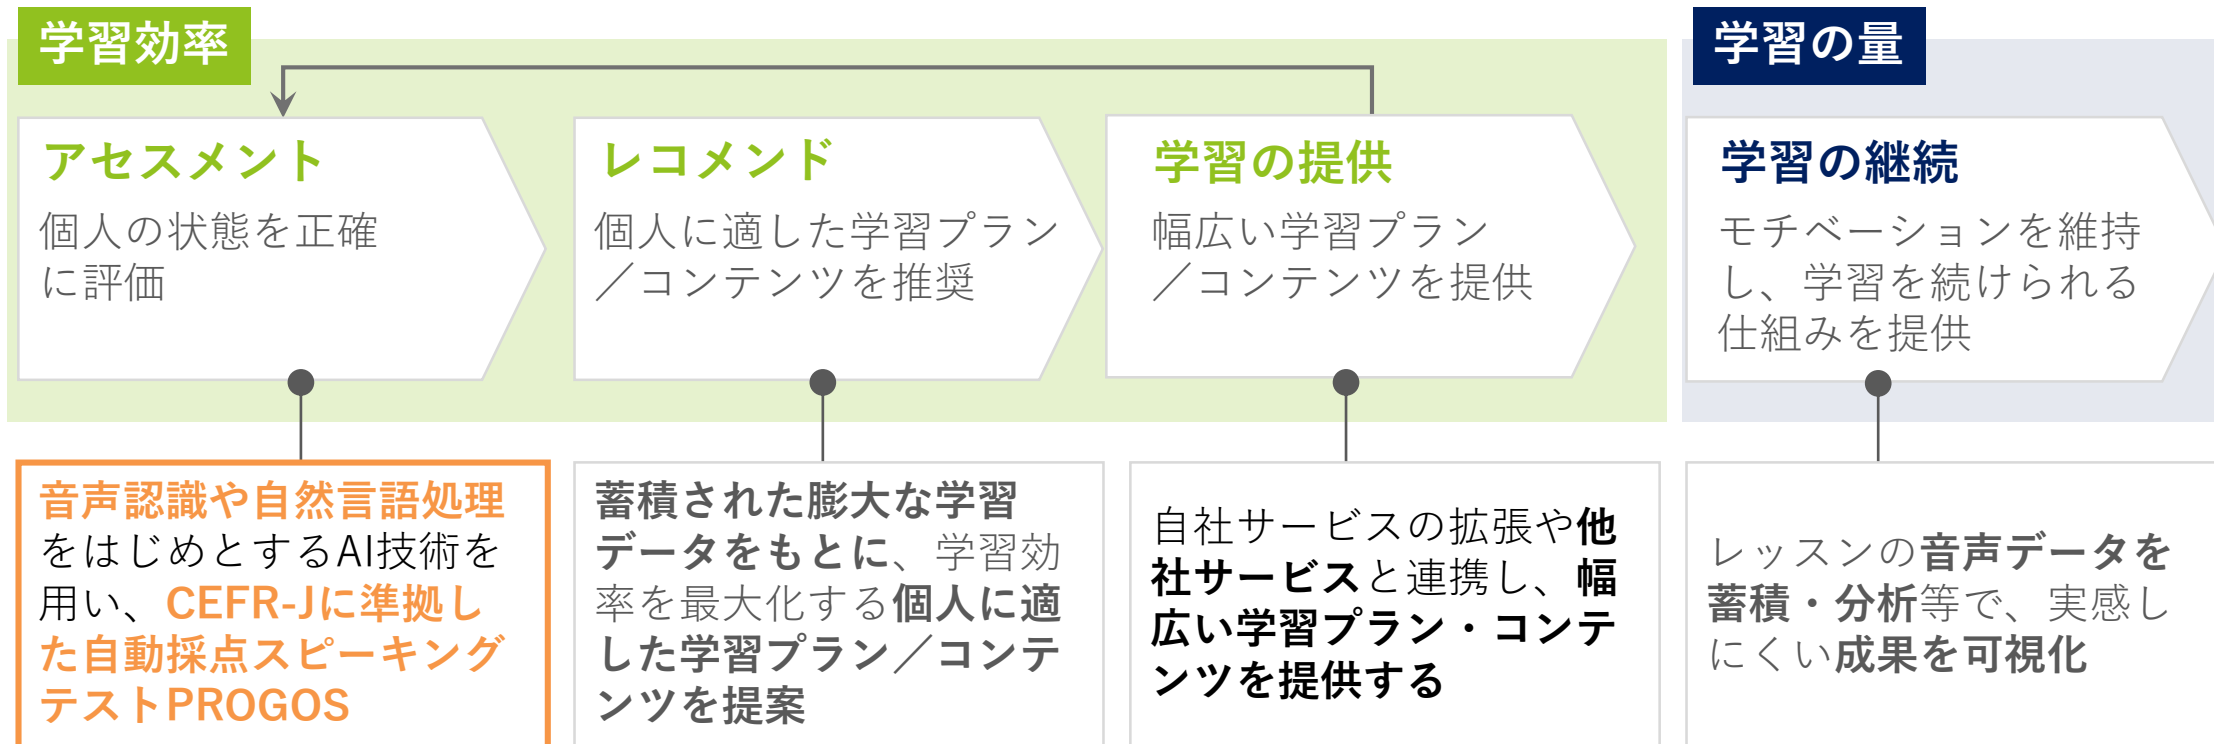 学習効率
アセスメント
個人の状態を正確
に評価
レコメンド
個人に適した学習プラン
／コンテンツを推奨
学習の提供
幅広い学習プラン
／コンテンツを提供
学習の量
学習の継続
モチベーションを維持
し、学習を続けられる
仕組みを提供
音声認識や自然言語処理
をはじめとするAI技術を
用い、CEFR-Jに準拠し
た自動採点スピーキング
テストPROGOS
蓄積された膨大な学習
データをもとに、学習効
率を最大化する個人に適
した学習プラン／コンテ
ンツを提案
自社サービスの拡張や他
社サービスと連携し、幅
広い学習プラン・コンテ
ンツを提供する
レッスンの音声データを
蓄積・分析等で、実感し
にくい成果を可視化